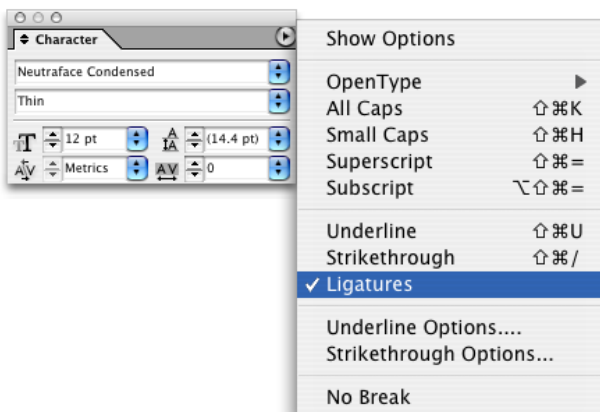 Character
Neutraface Condensed
Thin
12 pt
(14.4 pt)
Metrics
0
Show Options
OpenType
All Caps ⇧⌘K
Small Caps ⇧⌘H
Superscript ⇧⌘=
Subscript ⌥⇧⌘=
Underline ⇧⌘U
Strikethrough ⇧⌘/
✓ Ligatures
Underline Options....
Strikethrough Options...
No Break